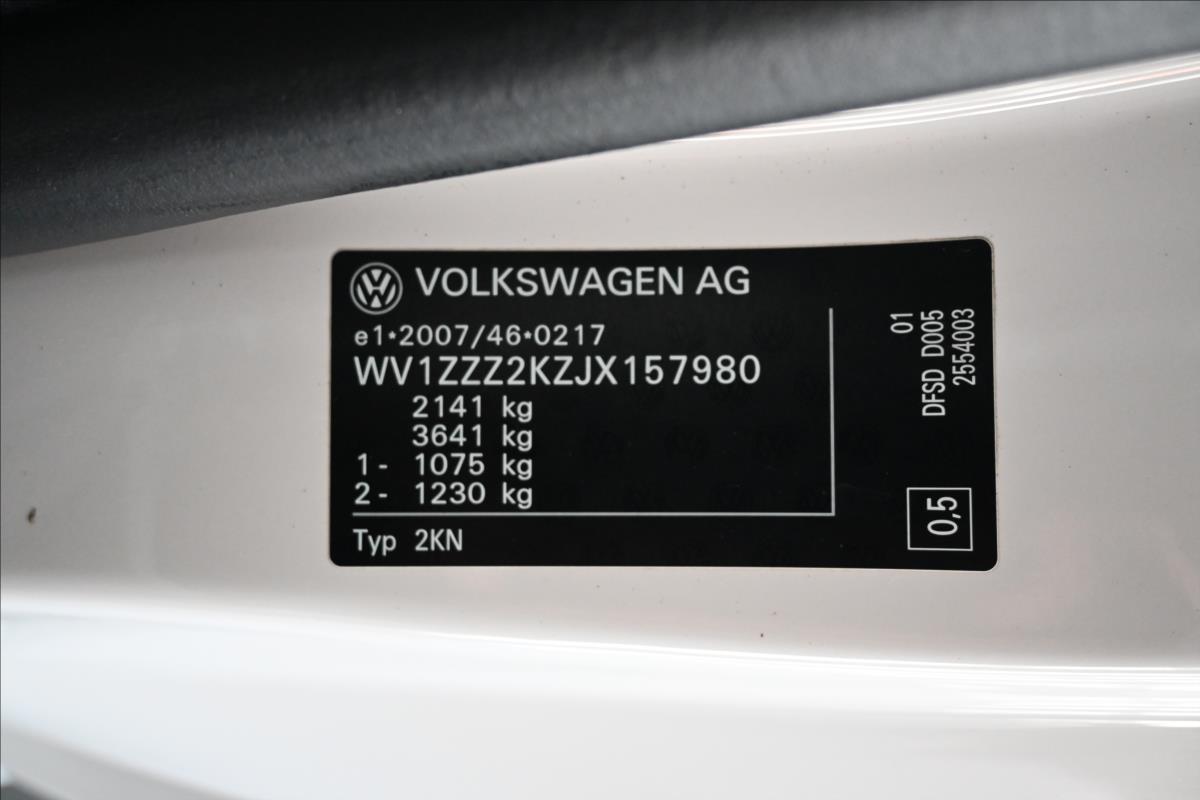 VOLKSWAGEN AG
e1*2007/46*0217
WV1ZZZ2KZJX157980
2141 kg
3641 kg
1- 1075 kg
2- 1230 kg
Typ 2KN
01
DFSD D005
2554003
0,5